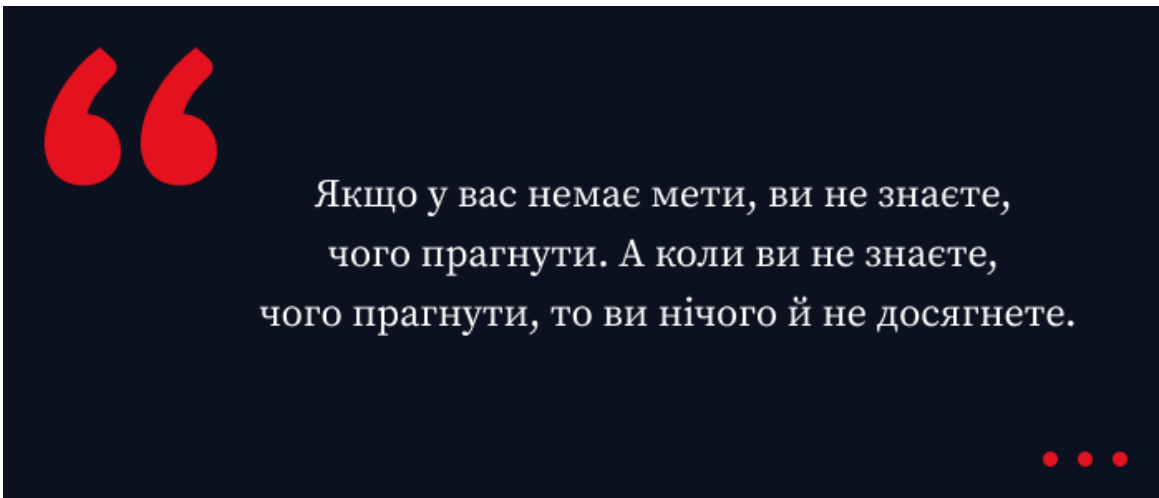 Якщо у вас немає мети, ви не знаєте,
чого прагнути. А коли ви не знаєте,
чого прагнути, то ви нічого й не досягнете.